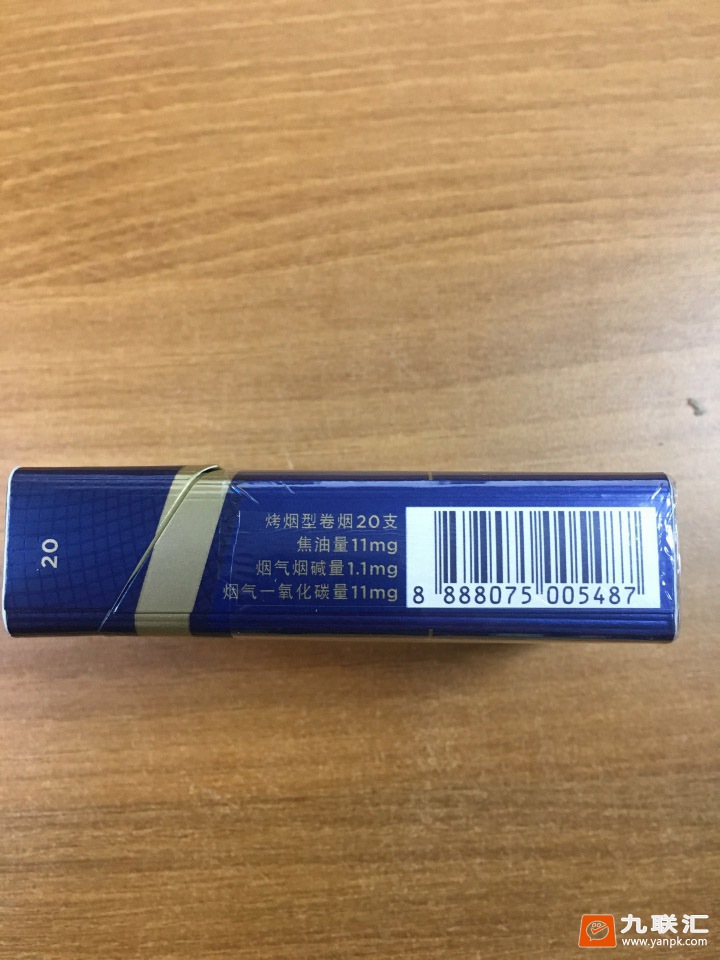 20
烤烟型卷烟20支
焦油量11mg
烟气烟碱量1.1mg
烟气一氧化碳量11mg
8 888075 005487
九联汇
www.yanpk.com